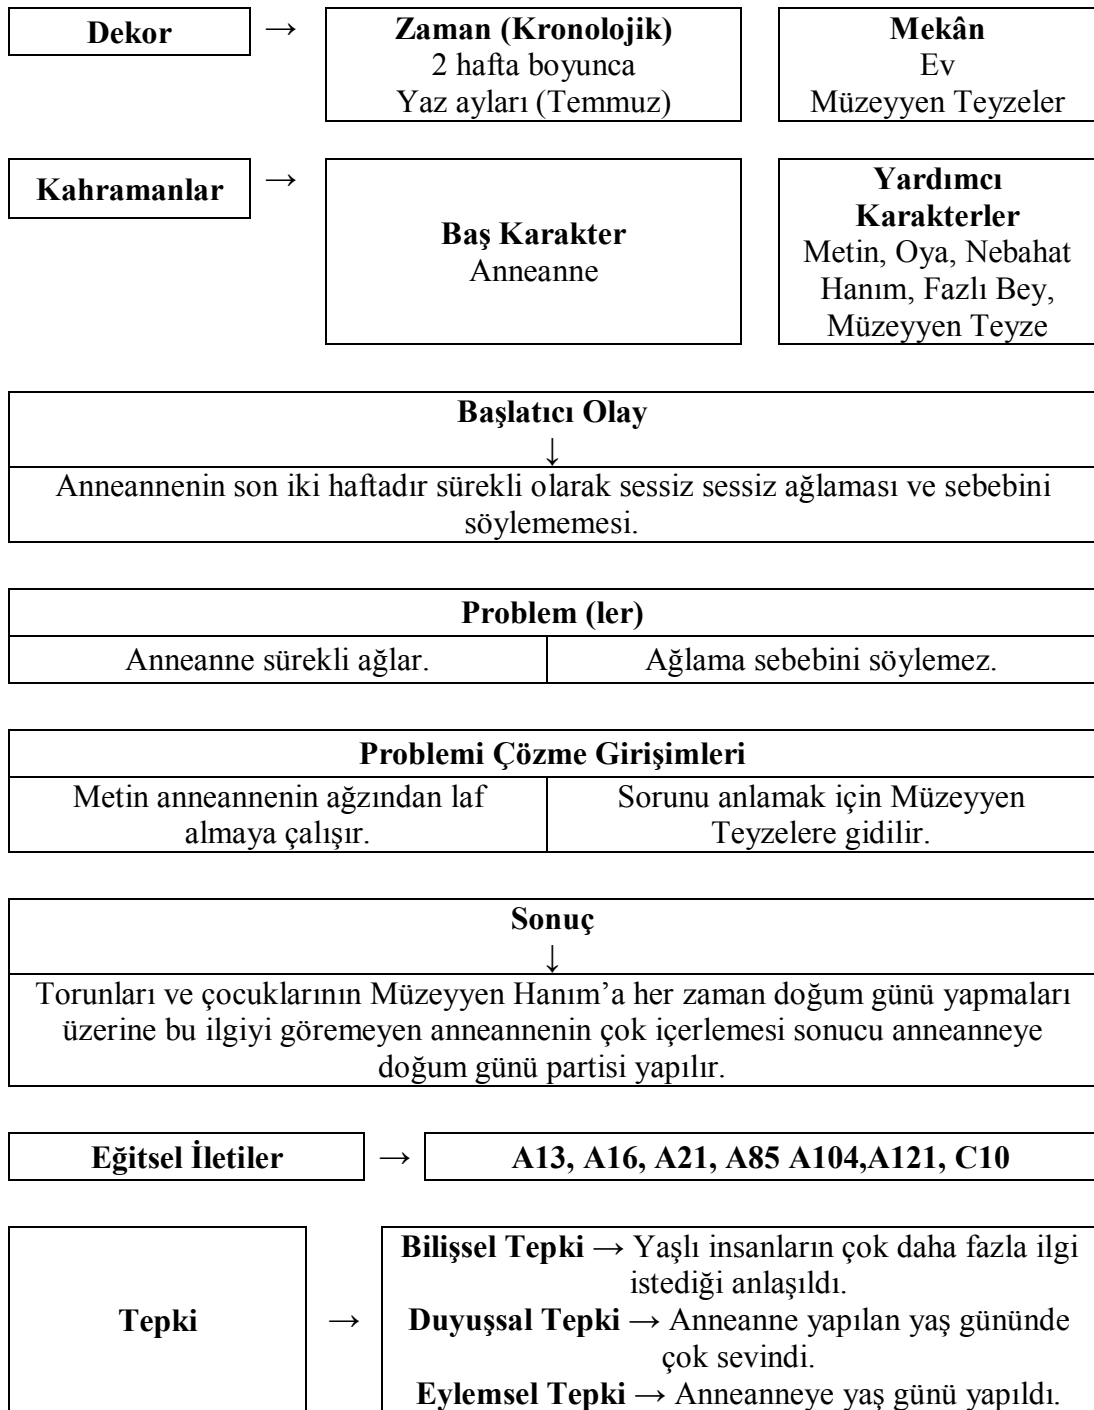 Dekor → Zaman (Kronolojik)
2 hafta boyunca
Yaz ayları (Temmuz)
Mekân
Ev
Müzeyyen Teyzeler
Kahramanlar → Baş Karakter
Anneanne
Yardımcı
Karakterler
Metin, Oya, Nebahat
Hanım, Fazlı Bey,
Müzeyyen Teyze
Başlatıcı Olay
↓
Anneannenin son iki haftadır sürekli olarak sessiz sessiz ağlaması ve sebebini
söylememesi.
Problem (ler)
Anneanne sürekli ağlar.
Ağlama sebebini söylemez.
Problemi Çözme Girişimleri
Metin anneannenin ağzından laf
almaya çalışır.
Sorunu anlamak için Müzeyyen
Teyzelere gidilir.
Sonuç
↓
Torunları ve çocuklarının Müzeyyen Hanım’a her zaman doğum günü yapmaları
üzerine bu ilgiyi göremeyen anneannenin çok içerlemesi sonucu anneanneye
doğum günü partisi yapılır.
Eğitsel İletiler → A13, A16, A21, A85 A104,A121, C10
Tepki →
Bilişsel Tepki → Yaşlı insanların çok daha fazla ilgi
istediği anlaşıldı.
Duyuşsal Tepki → Anneanne yapılan yaş gününde
çok sevindi.
Eylemsel Tepki → Anneanneye yaş günü yapıldı.